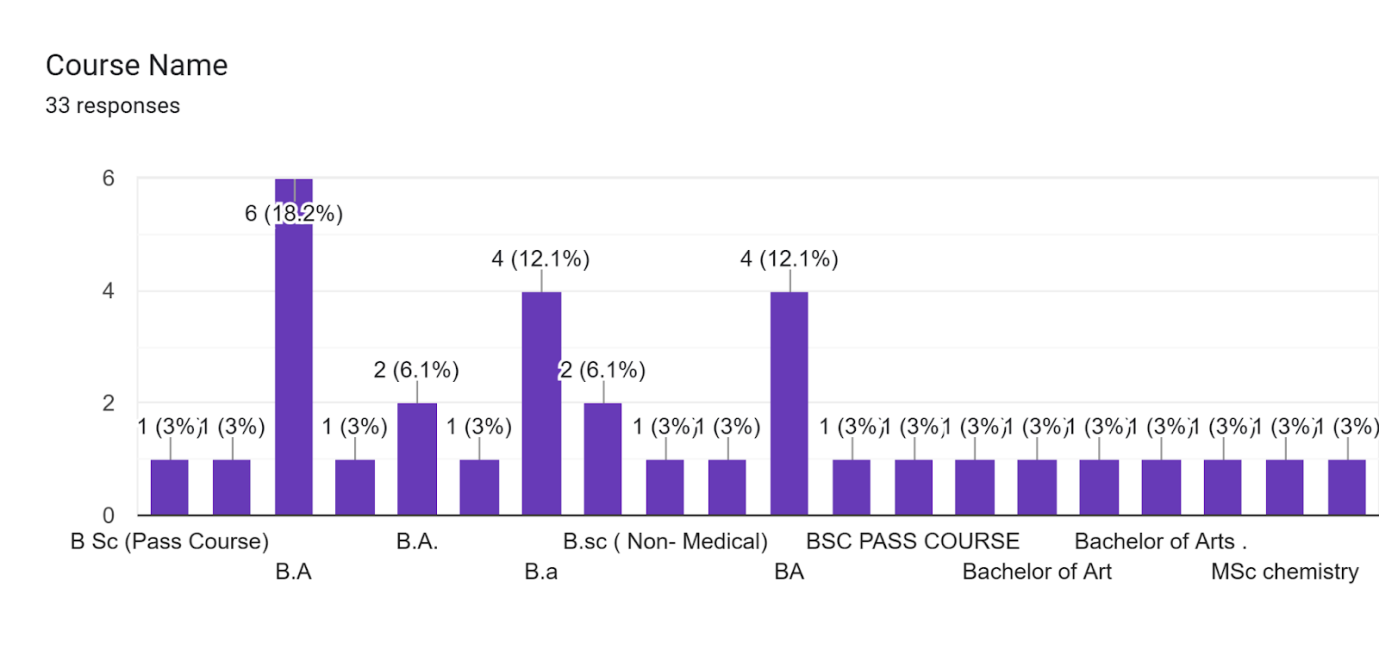 Course Name
33 responses
6
6 (18.2%)
4 (12.1%) 4 (12.1%)
4
2 (6.1%) 2 (6.1%)
2
1 (3%) 1 (3%) 1 (3%) 1 (3%) 1 (3%) 1 (3%) 1 (3%) 1 (3%) 1 (3%) 1 (3%) 1 (3%) 1 (3%) 1 (3%) 1 (3%) 1 (3%)
0
B Sc (Pass Course) B.A. B.sc ( Non- Medical) BSC PASS COURSE Bachelor of Arts .
B.A B.a BA Bachelor of Art MSc chemistry